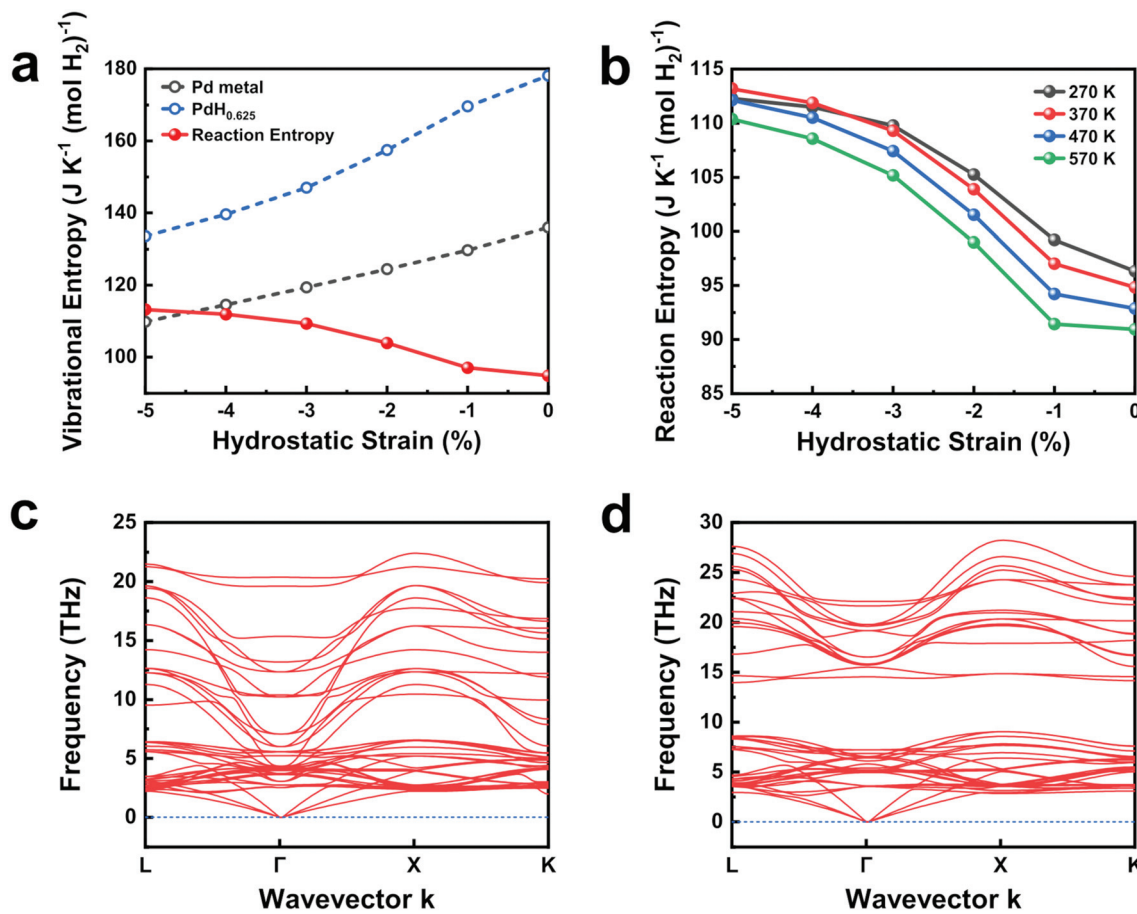 a
Vibrational Entropy (J K⁻¹ (mol H₂)⁻¹)
180
160
140
120
100
Pd metal
PdH₀.₆₂₅
Reaction Entropy
-5 -4 -3 -2 -1 0
Hydrostatic Strain (%)
b
Reaction Entropy (J K⁻¹ (mol H₂)⁻¹)
115
110
105
100
95
90
85
270 K
370 K
470 K
570 K
-5 -4 -3 -2 -1 0
Hydrostatic Strain (%)
c
Frequency (THz)
25
20
15
10
5
0
L Γ X K
Wavevector k
d
Frequency (THz)
30
25
20
15
10
5
0
L Γ X K
Wavevector k